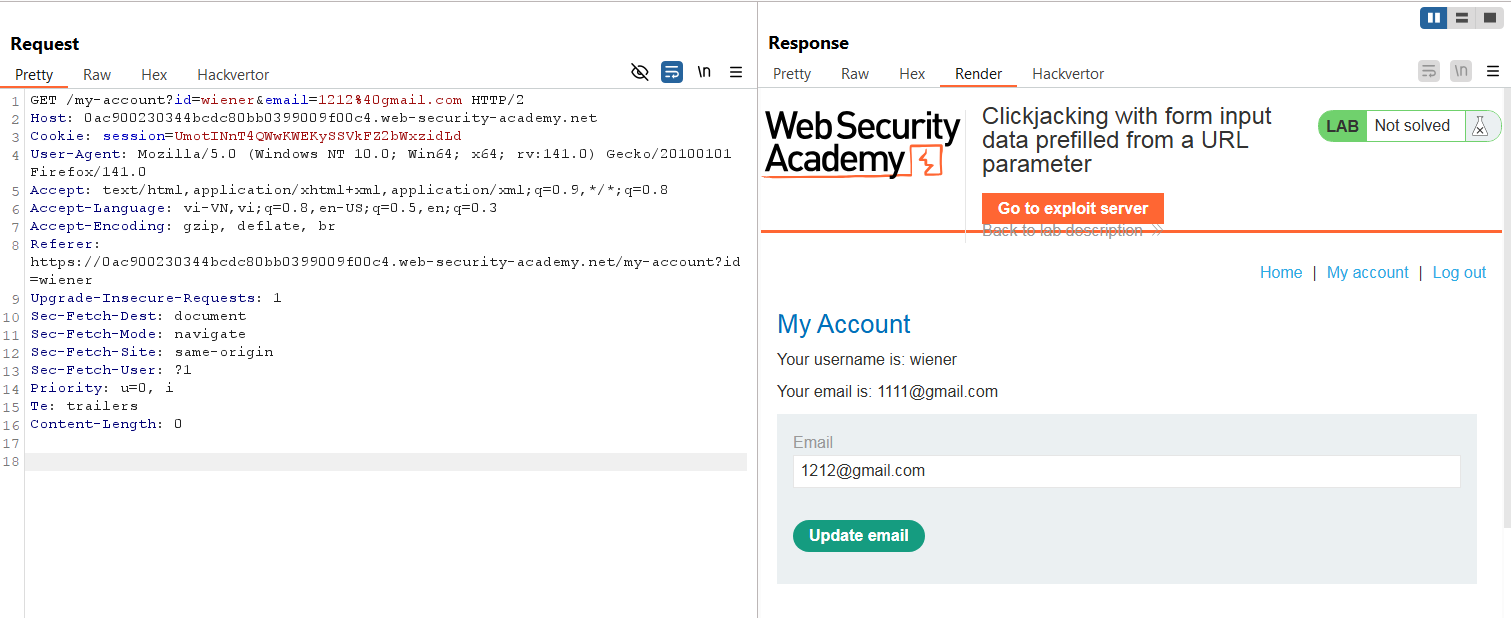 Request
Pretty Raw Hex Hackvertor
\n
1 GET /my-account?id=wiener&email=1212%40gmail.com HTTP/2
2 Host: 0ac900230344bcdc80bb0399009f00c4.web-security-academy.net
3 Cookie: session=UmotINnT4QWwKWEKySSVkFZ2bWxzidLd
4 User-Agent: Mozilla/5.0 (Windows NT 10.0; Win64; x64; rv:141.0) Gecko/20100101
Firefox/141.0
5 Accept: text/html,application/xhtml+xml,application/xml;q=0.9,*/*;q=0.8
6 Accept-Language: vi-VN,vi;q=0.8,en-US;q=0.5,en;q=0.3
7 Accept-Encoding: gzip, deflate, br
8 Referer:
https://0ac900230344bcdc80bb0399009f00c4.web-security-academy.net/my-account?id
=wiener
9 Upgrade-Insecure-Requests: 1
10 Sec-Fetch-Dest: document
11 Sec-Fetch-Mode: navigate
12 Sec-Fetch-Site: same-origin
13 Sec-Fetch-User: ?1
14 Priority: u=0, i
15 Te: trailers
16 Content-Length: 0
17
18
Response
Pretty Raw Hex Render Hackvertor
\n
Web Security
Academy
Clickjacking with form input
data prefilled from a URL
parameter
LAB Not solved
Go to exploit server
Back to lab description »
Home | My account | Log out
My Account
Your username is: wiener
Your email is: 1111@gmail.com
Email
1212@gmail.com
Update email